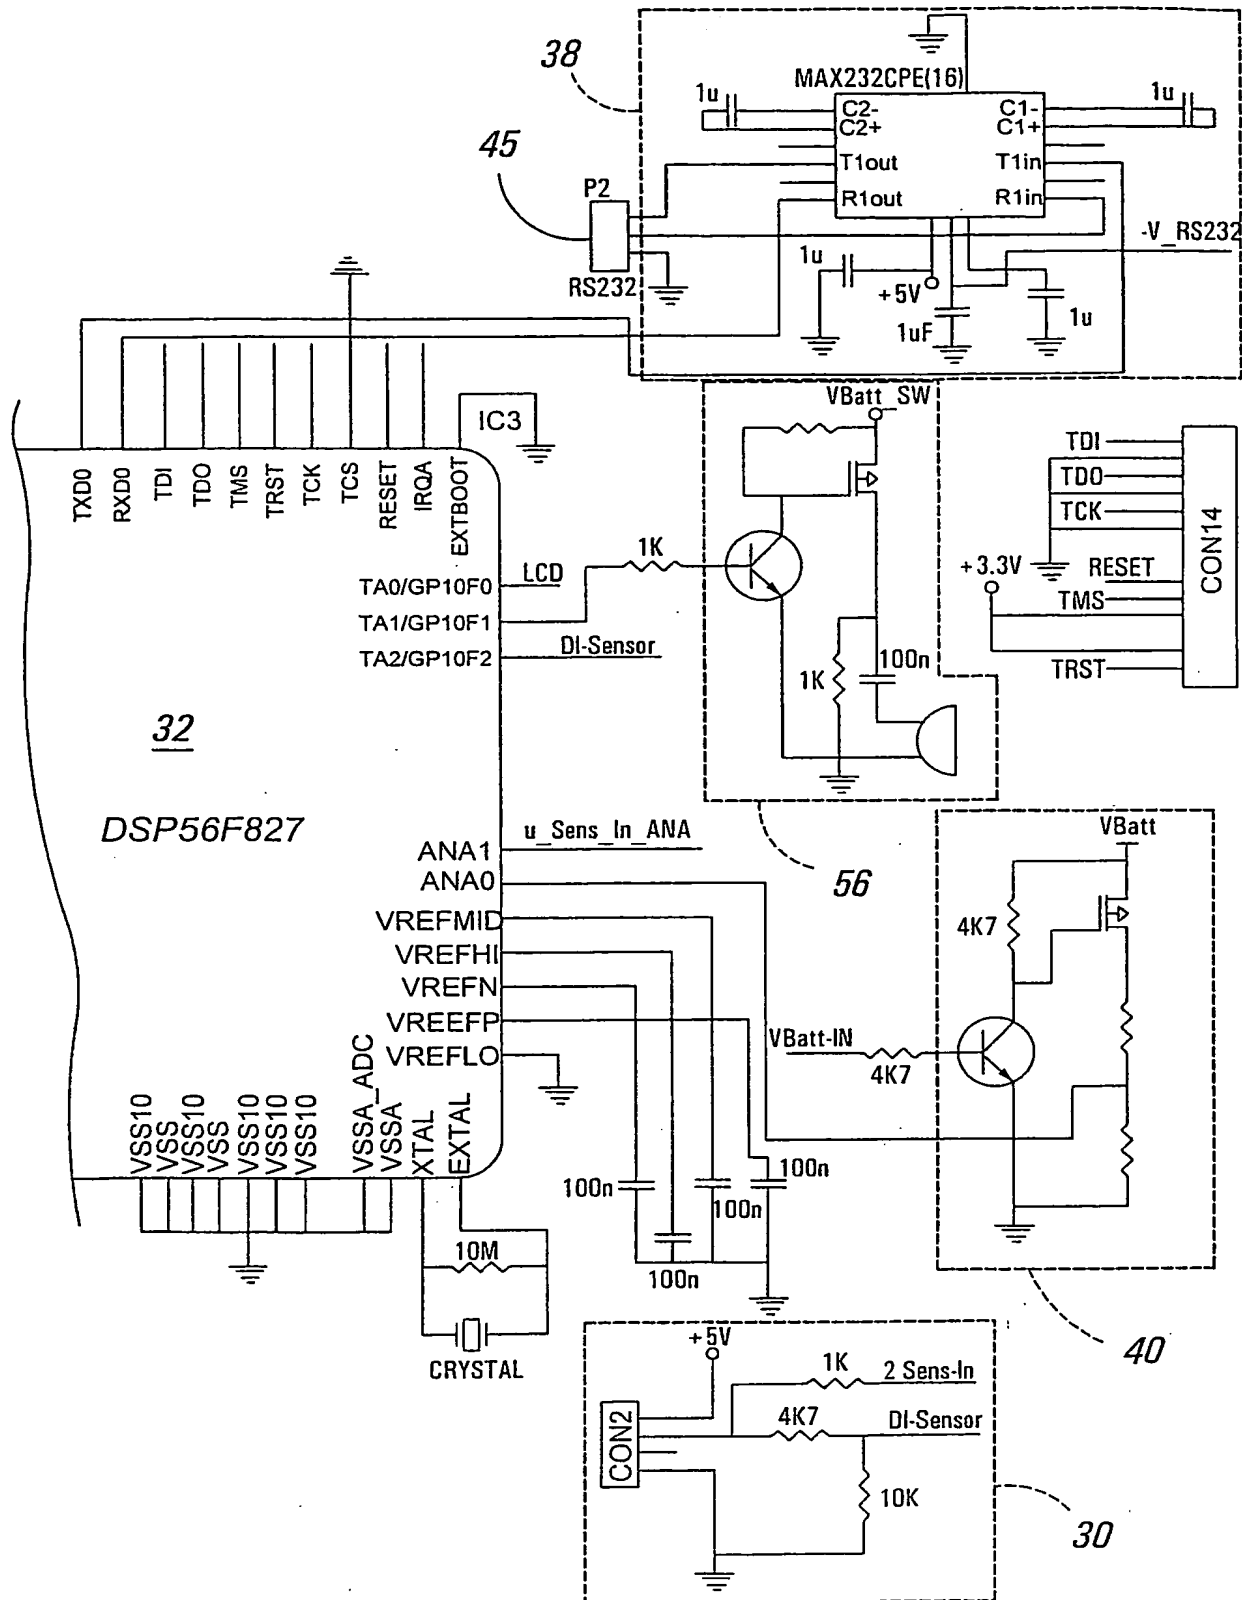 38
MAX232CPE(16)
1u
C2-
C2+
C1-
C1+
1u
45
T1out
T1in
P2
R1out
R1in
-V_RS232
1u
RS232
+5V
1uF
1u
IC3
VBatt SW
TXD0
RXD0
TDI
TDO
TMS
TRST
TCK
TCS
RESET
IRQA
EXTBOOT
TDI
TDO
TCK
+3.3V
RESET
TMS
TRST
CON14
1K
TA0/GP10F0
LCD
TA1/GP10F1
TA2/GP10F2
DI-Sensor
1K
100n
32
DSP56F827
56
ANA1
u_Sens_In_ANA
ANA0
VREFMID
VREFHI
VREFN
VREEFP
VREFLO
VBatt
4K7
VBatt-IN
4K7
VSS10
VSS
VSS10
VSS
VSS10
VSS10
VSS10
VSSA_ADC
VSSA
XTAL
EXTAL
100n
100n
100n
100n
10M
CRYSTAL
40
+5V
1K
2 Sens-In
CON2
4K7
DI-Sensor
10K
30